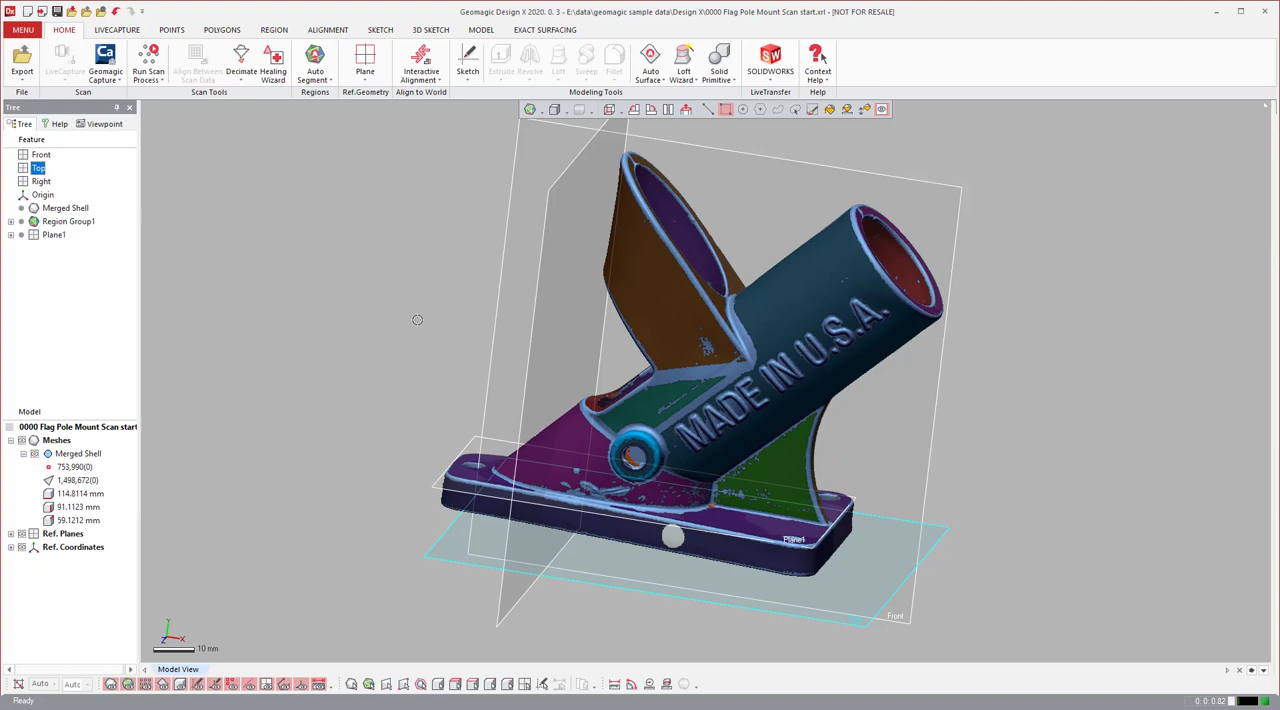 Dx
Geomagic Design X 2020. 0. 3 - E:\data\geomagic sample data\Design X\0000 Flag Pole Mount Scan start.xrl - [NOT FOR RESALE]
MENU HOME LIVECAPTURE POINTS POLYGONS REGION ALIGNMENT SKETCH 3D SKETCH MODEL EXACT SURFACING
Export LiveCapture Geomagic Capture Run Scan Process Align Between Scan Data Decimate Healing Wizard Auto Segment Plane Interactive Alignment Sketch Extrude Revolve Loft Sweep Fillet Auto Surface Loft Wizard Solid Primitive SOLIDWORKS Context Help
File Scan Scan Tools Regions Ref.Geometry Align to World Modeling Tools LiveTransfer Help
Tree
Tree Help Viewpoint
Feature
Front
Top
Right
Origin
Merged Shell
Region Group1
Plane1
Model
0000 Flag Pole Mount Scan start
Meshes
Merged Shell
753,990(0)
1,498,672(0)
114.8114 mm
91.1123 mm
59.1212 mm
Ref. Planes
Ref. Coordinates
MADE IN U.S.A.
Plane1
Front
Y
Z X
10 mm
Model View
Auto Auto
Ready
0: 0: 0.82